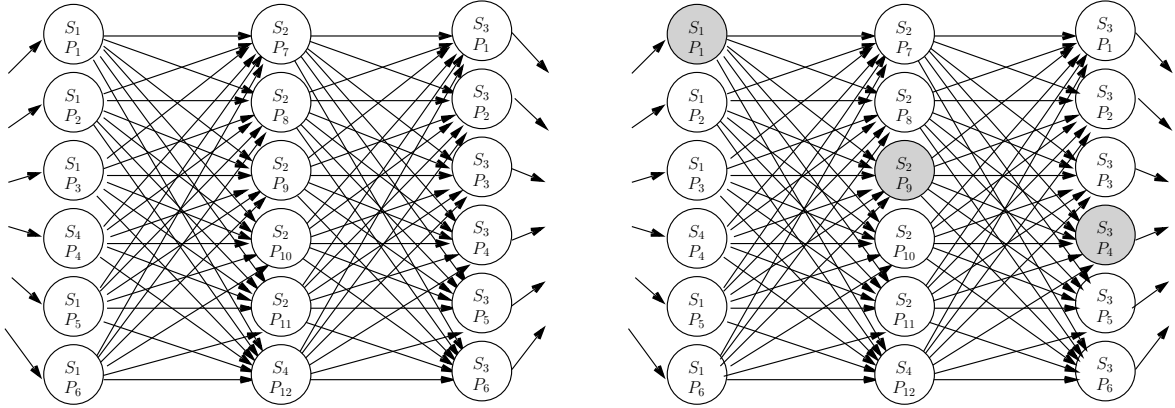 S₁
P₁
S₁
P₂
S₁
P₃
S₄
P₄
S₁
P₅
S₁
P₆
S₂
P₇
S₂
P₈
S₂
P₉
S₂
P₁₀
S₂
P₁₁
S₄
P₁₂
S₃
P₁
S₃
P₂
S₃
P₃
S₃
P₄
S₃
P₅
S₃
P₆
S₁
P₁
S₁
P₂
S₁
P₃
S₄
P₄
S₁
P₅
S₁
P₆
S₂
P₇
S₂
P₈
S₂
P₉
S₂
P₁₀
S₂
P₁₁
S₄
P₁₂
S₃
P₁
S₃
P₂
S₃
P₃
S₃
P₄
S₃
P₅
S₃
P₆